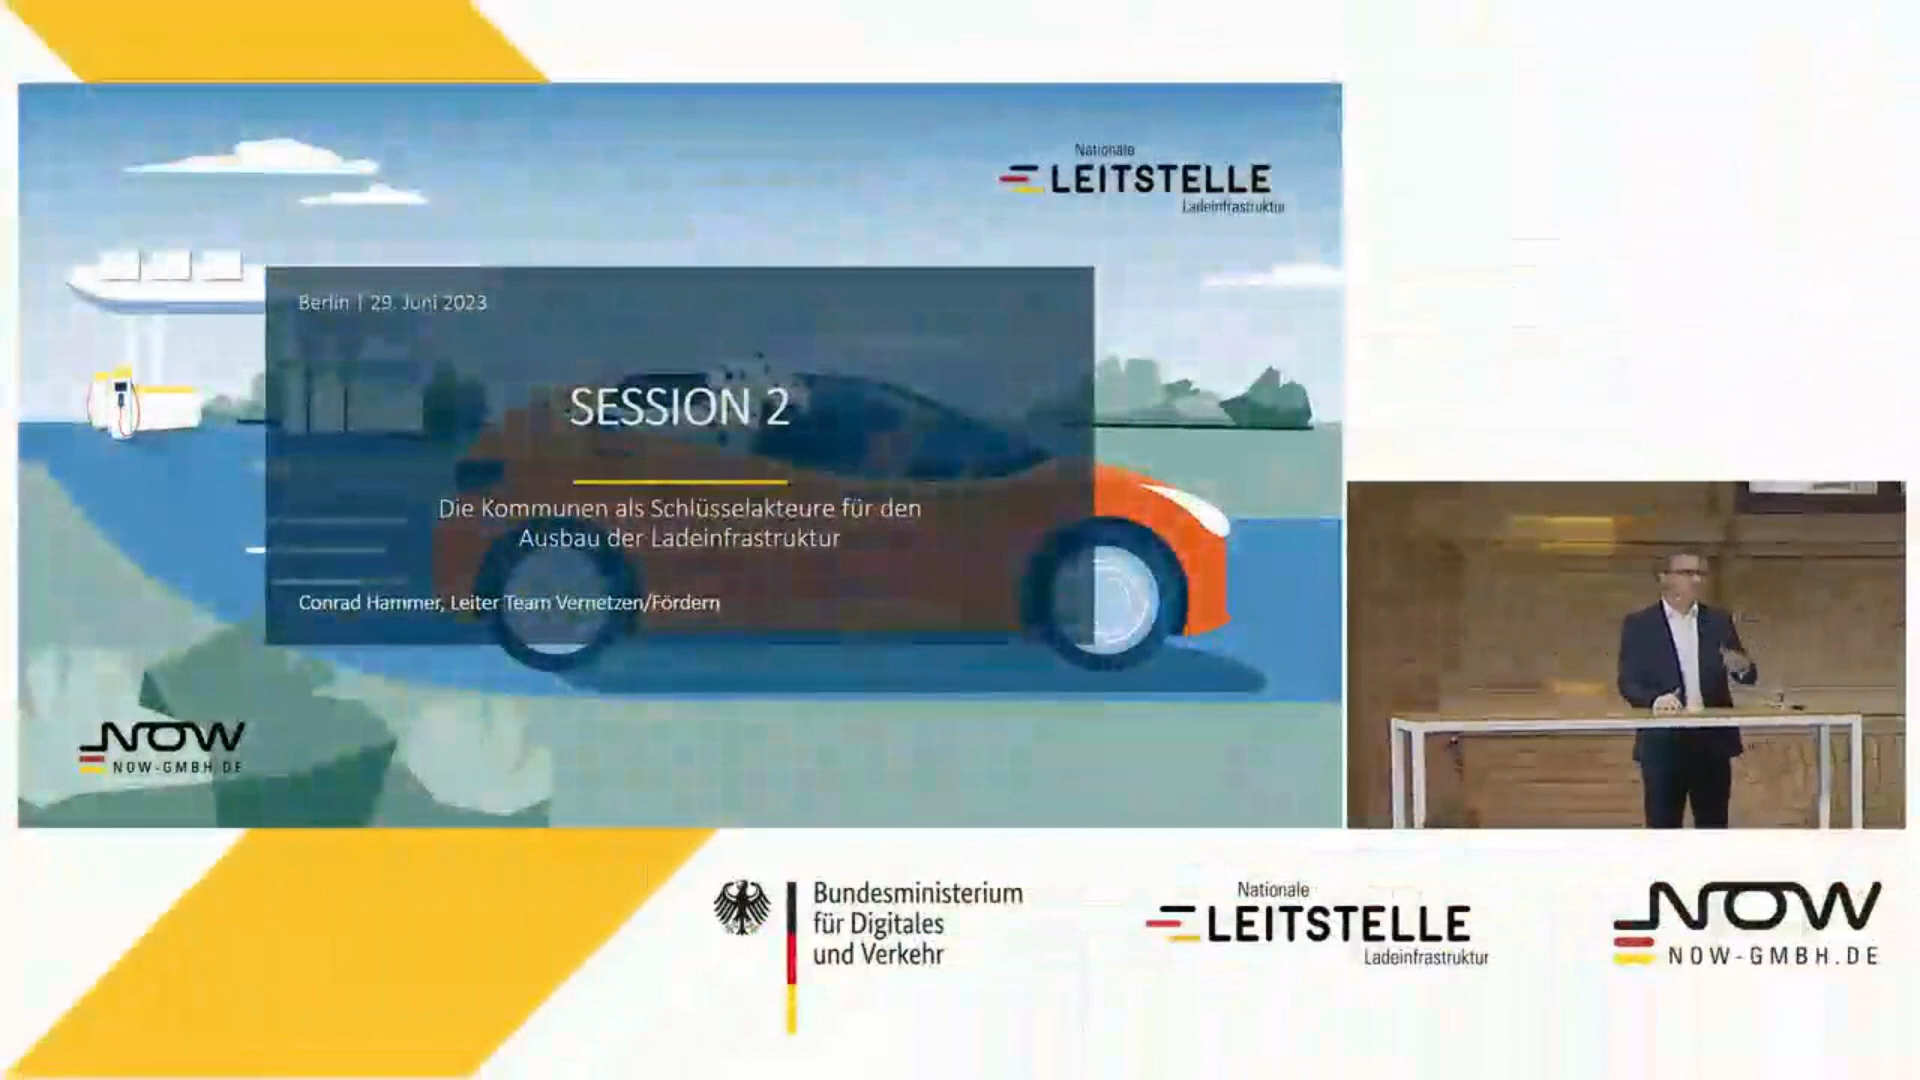 Nationale
LEITSTELLE
Ladeinfrastruktur
Berlin | 29. Juni 2023
SESSION 2
Die Kommunen als Schlüsselakteure für den
Ausbau der Ladeinfrastruktur
Conrad Hammer, Leiter Team Vernetzen/Fördern
NOW
NOW-GMBH.DE
Bundesministerium
für Digitales
und Verkehr
Nationale
LEITSTELLE
Ladeinfrastruktur
NOW
NOW-GMBH.DE